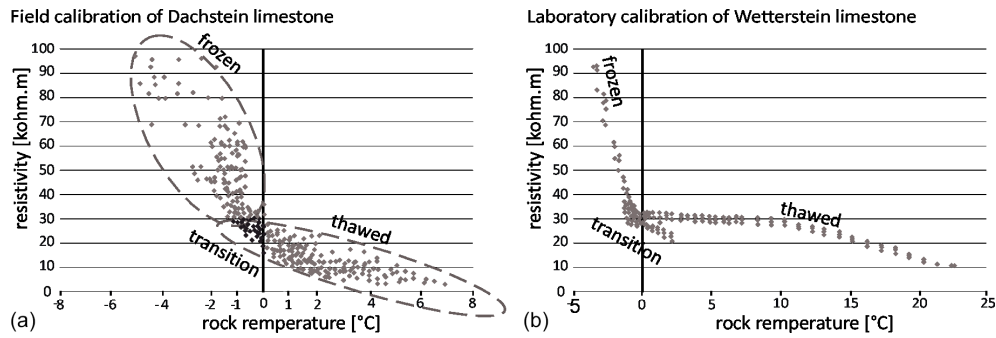 Field calibration of Dachstein limestone
resistivity [kohm.m]
100
90
80
70
60
50
40
30
20
10
0
frozen
thawed
transition
-8 -6 -4 -2 -1 0 1 2 4 6 8
rock remperature [°C]
(a)
Laboratory calibration of Wetterstein limestone
resistivity [kohm.m]
100
90
80
70
60
50
40
30
20
10
0
frozen
thawed
transition
-5 0 5 10 15 20 25
rock remperature [°C]
(b)